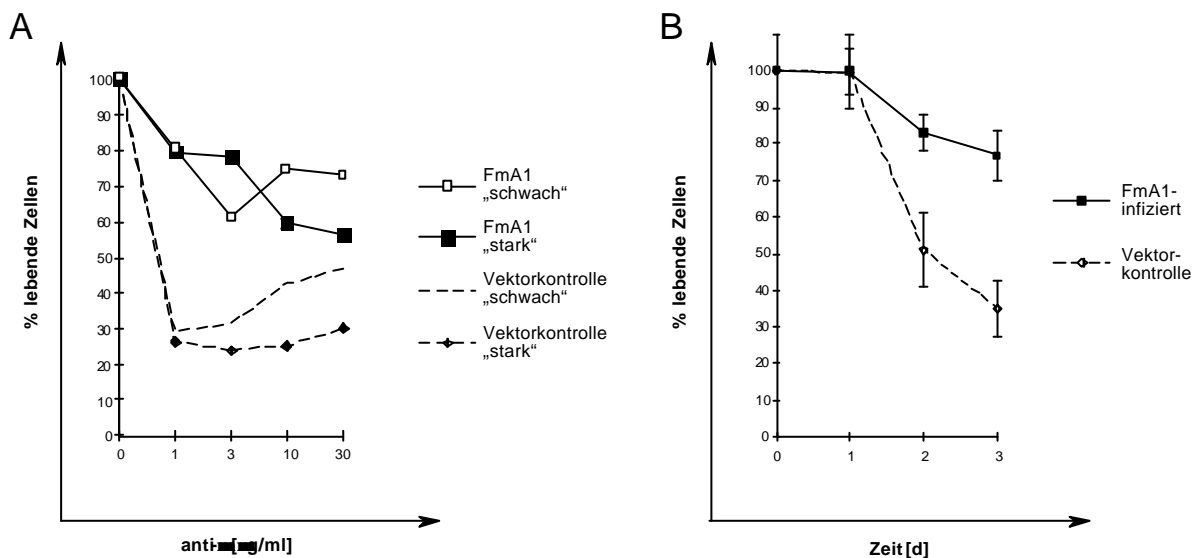 A
% lebende Zellen
100
90
80
70
60
50
40
30
20
10
0
0 1 3 10 30
FmA1
„schwach“
FmA1
„stark“
Vektorkontrolle
„schwach“
Vektorkontrolle
„stark“
B
% lebende Zellen
100
90
80
70
60
50
40
30
20
10
0
0 1 2 3
FmA1-
infiziert
Vektor-
kontrolle
Zeit [d]